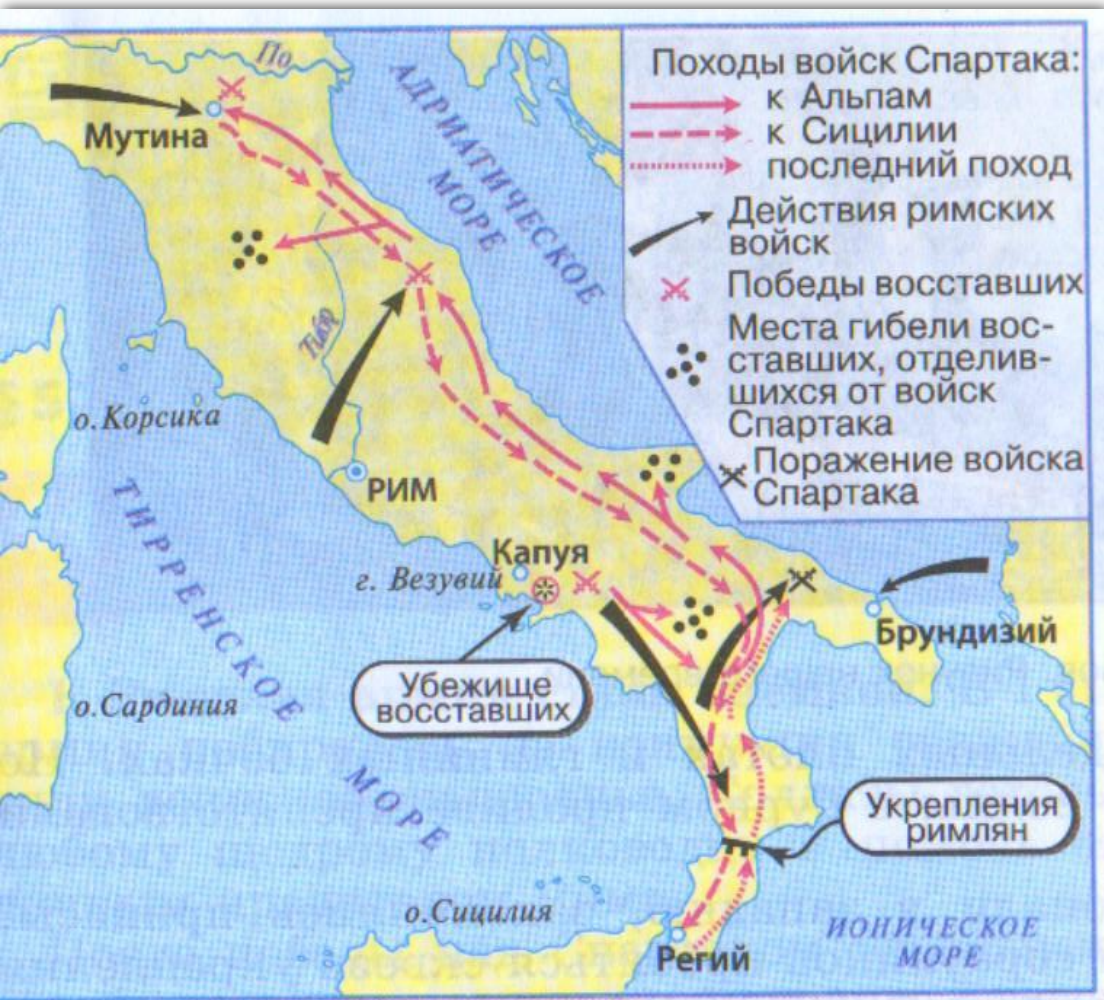 Походы войск Спартака:
к Альпам
к Сицилии
последний поход
Действия римских
войск
Победы восставших
Места гибели вос-
ставших, отделив-
шихся от войск
Спартака
Поражение войска
Спартака
По
Мутина
АДРИАТИЧЕСКОЕ
МОРЕ
Тибр
о.Корсика
РИМ
Капуя
г. Везувий
Брундизий
Убежище
восставших
о.Сардиния
ТИРРЕНСКОЕ
МОРЕ
Укрепления
римлян
о.Сицилия
Регий
ИОНИЧЕСКОЕ
МОРЕ